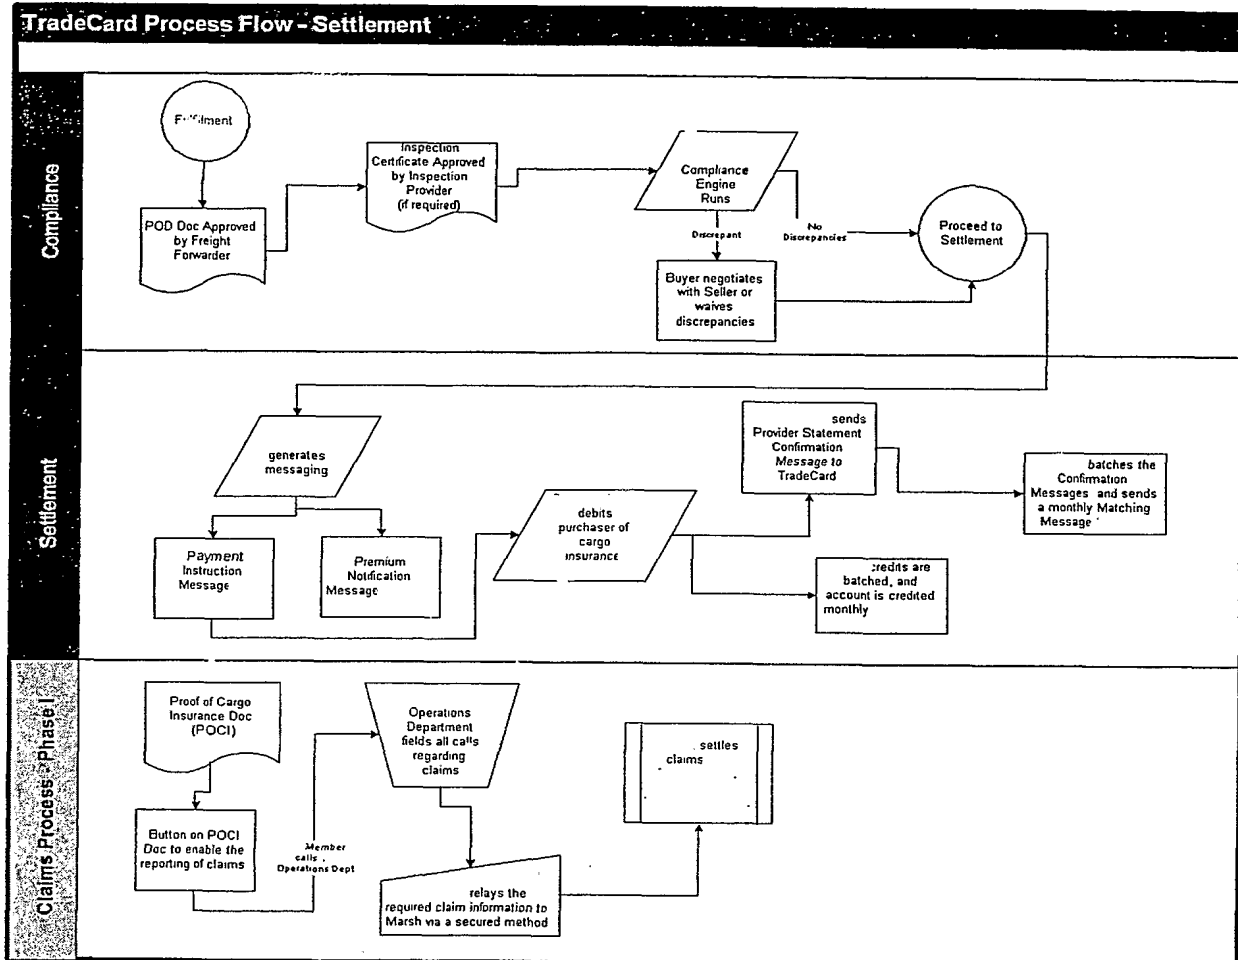 TradeCard Process Flow - Settlement
Compliance
Fulfilment
POD Doc Approved
by Freight
Forwarder
Inspection
Certificate Approved
by Inspection
Provider
(if required)
Compliance
Engine
Runs
Discrepant
No
Discrepancies
Buyer negotiates
with Seller or
waives
discrepancies
Proceed to
Settlement
Settlement
generates
messaging
Payment
Instruction
Message
Premium
Notification
Message
debits
purchaser of
cargo
insurance
sends
Provider Statement
Confirmation
Message to
TradeCard
batches the
Confirmation
Messages and sends
a monthly Matching
Message
credits are
batched, and
account is credited
monthly
Claims Process - Phase I
Proof of Cargo
Insurance Doc
(POCI)
Button on POCI
Doc to enable the
reporting of claims
Member
calls
Operations Dept
Operations
Department
fields all calls
regarding
claims
relays the
required claim information to
Marsh via a secured method
settles
claims